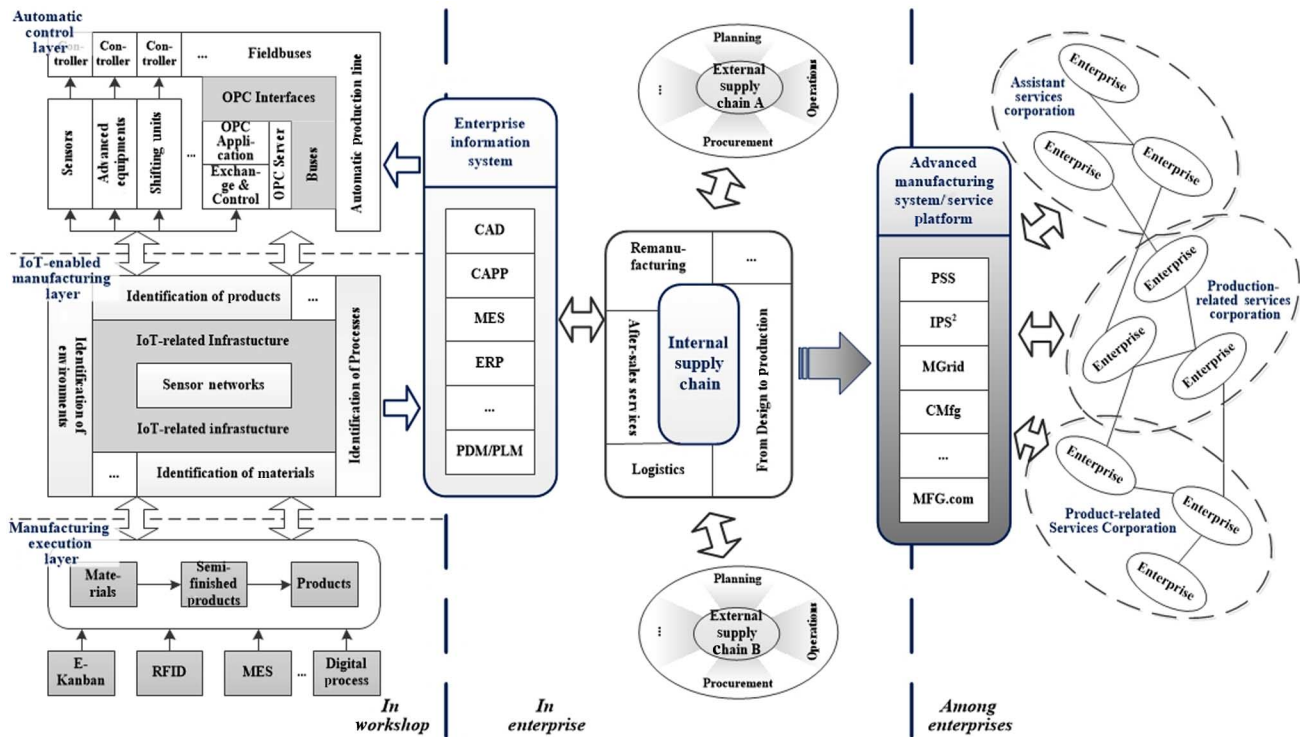 Automatic
control layer
Con-
troller
Con-
troller
Con-
troller
...
Fieldbuses
OPC Interfaces
OPC
Application
Exchange
& Control
OPC Server
Buses
Automatic production line
Sensors
Advanced
equipments
Shifting units
...
IoT-enabled
manufacturing
layer
Identification of products
...
Identification of
environments
IoT-related Infrastucture
Sensor networks
IoT-related infrastucture
Identification of Processes
...
Identification of materials
Manufacturing
execution
layer
Mate-
rials
Semi-
finished
products
Products
E-
Kanban
RFID
MES
...
Digital
process
In
workshop
Enterprise
information
system
CAD
CAPP
MES
ERP
...
PDM/PLM
Planning
...
External
supply
chain A
Operations
Procurement
Remanu-
facturing
...
After-sales services
Internal
supply
chain
From Design to production
Logistics
Planning
...
External
supply
chain B
Operations
Procurement
In
enterprise
Advanced
manufacturing
system/service
platform
PSS
IPS²
MGrid
CMfg
...
MFG.com
Assistant
services
corporation
Enterprise
Enterprise
Enterprise
Production-
related services
corporation
Enterprise
Enterprise
Enterprise
Product-related
Services Corporation
Enterprise
Enterprise
Enterprise
Among
enterprises